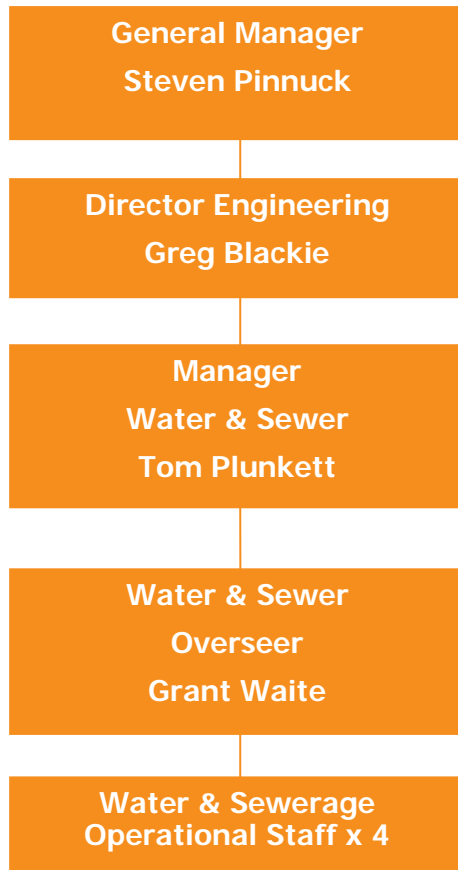 General Manager
Steven Pinnuck
Director Engineering
Greg Blackie
Manager
Water & Sewer
Tom Plunkett
Water & Sewer
Overseer
Grant Waite
Water & Sewerage
Operational Staff x 4